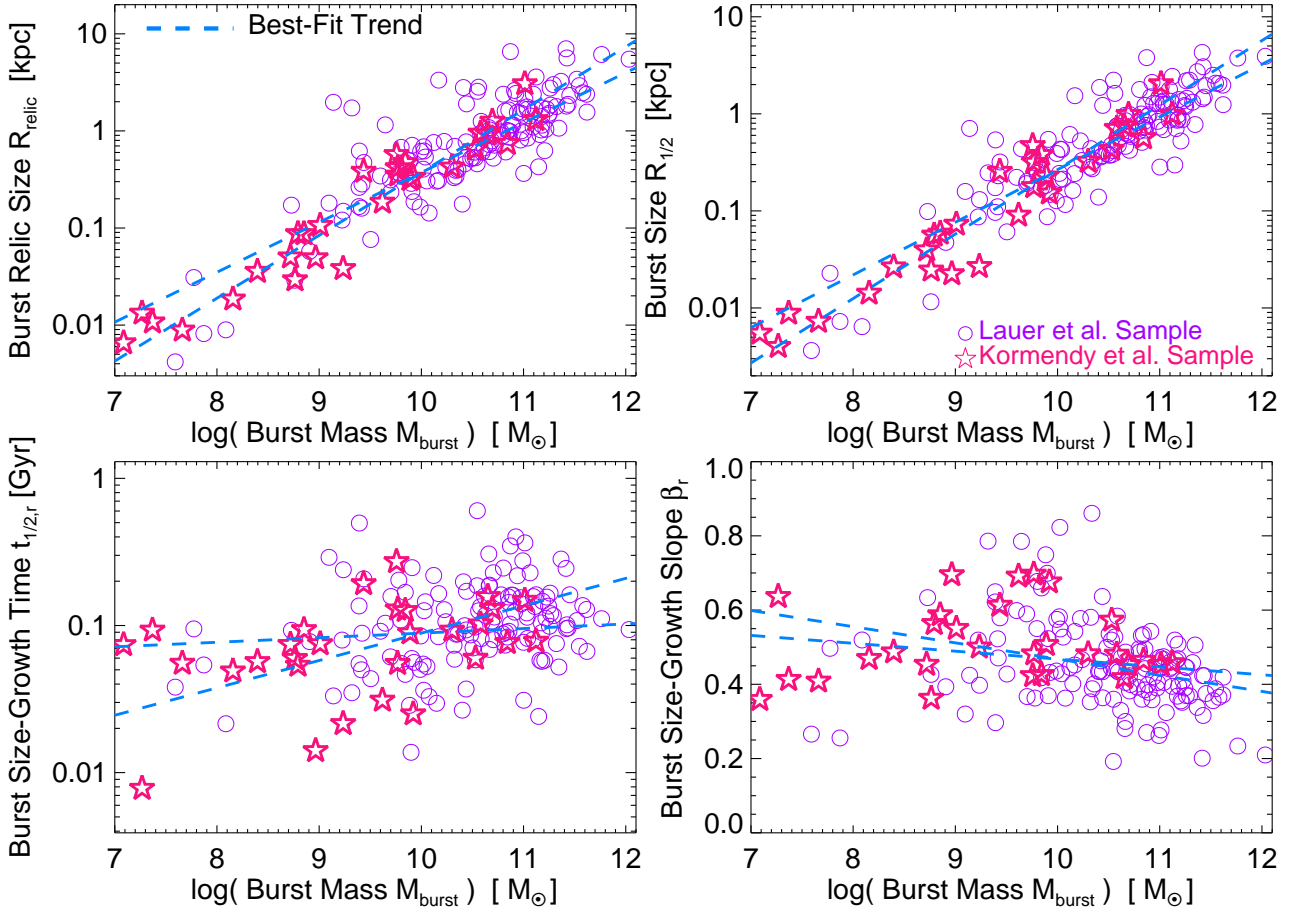 Best-Fit Trend
Burst Relic Size R_relic [kpc]
10
1
0.1
0.01
7 8 9 10 11 12
log( Burst Mass M_burst ) [ M_⊙ ]
Burst Size R_1/2 [kpc]
10
1
0.1
0.01
Lauer et al. Sample
Kormendy et al. Sample
7 8 9 10 11 12
log( Burst Mass M_burst ) [ M_⊙ ]
Burst Size-Growth Time t_1/2,r [Gyr]
1
0.1
0.01
7 8 9 10 11 12
log( Burst Mass M_burst ) [ M_⊙ ]
Burst Size-Growth Slope β_r
1.0
0.8
0.6
0.4
0.2
0.0
7 8 9 10 11 12
log( Burst Mass M_burst ) [ M_⊙ ]